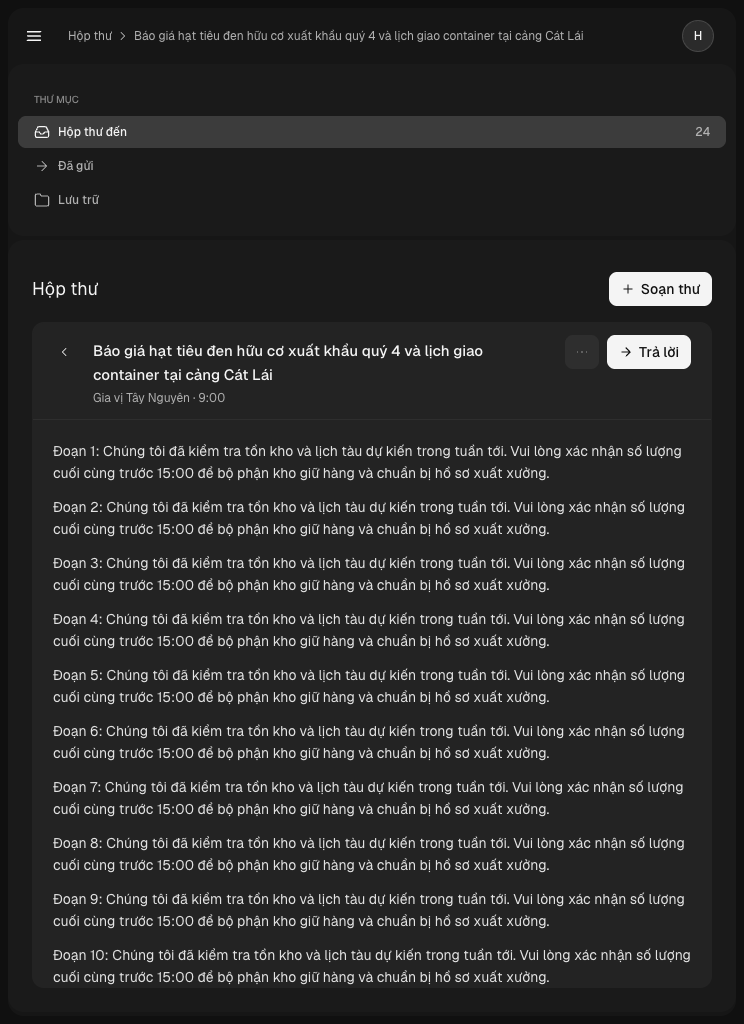 Hộp thư
Báo giá hạt tiêu đen hữu cơ xuất khẩu quý 4 và lịch giao container tại cảng Cát Lái
H
THƯ MỤC
Hộp thư đến
24
Đã gửi
Lưu trữ
Hộp thư
Soạn thư
Báo giá hạt tiêu đen hữu cơ xuất khẩu quý 4 và lịch giao
container tại cảng Cát Lái
Gia vị Tây Nguyên · 9:00
Trả lời
Đoạn 1: Chúng tôi đã kiểm tra tồn kho và lịch tàu dự kiến trong tuần tới. Vui lòng xác nhận số lượng
cuối cùng trước 15:00 để bộ phận kho giữ hàng và chuẩn bị hồ sơ xuất xưởng.
Đoạn 2: Chúng tôi đã kiểm tra tồn kho và lịch tàu dự kiến trong tuần tới. Vui lòng xác nhận số lượng
cuối cùng trước 15:00 để bộ phận kho giữ hàng và chuẩn bị hồ sơ xuất xưởng.
Đoạn 3: Chúng tôi đã kiểm tra tồn kho và lịch tàu dự kiến trong tuần tới. Vui lòng xác nhận số lượng
cuối cùng trước 15:00 để bộ phận kho giữ hàng và chuẩn bị hồ sơ xuất xưởng.
Đoạn 4: Chúng tôi đã kiểm tra tồn kho và lịch tàu dự kiến trong tuần tới. Vui lòng xác nhận số lượng
cuối cùng trước 15:00 để bộ phận kho giữ hàng và chuẩn bị hồ sơ xuất xưởng.
Đoạn 5: Chúng tôi đã kiểm tra tồn kho và lịch tàu dự kiến trong tuần tới. Vui lòng xác nhận số lượng
cuối cùng trước 15:00 để bộ phận kho giữ hàng và chuẩn bị hồ sơ xuất xưởng.
Đoạn 6: Chúng tôi đã kiểm tra tồn kho và lịch tàu dự kiến trong tuần tới. Vui lòng xác nhận số lượng
cuối cùng trước 15:00 để bộ phận kho giữ hàng và chuẩn bị hồ sơ xuất xưởng.
Đoạn 7: Chúng tôi đã kiểm tra tồn kho và lịch tàu dự kiến trong tuần tới. Vui lòng xác nhận số lượng
cuối cùng trước 15:00 để bộ phận kho giữ hàng và chuẩn bị hồ sơ xuất xưởng.
Đoạn 8: Chúng tôi đã kiểm tra tồn kho và lịch tàu dự kiến trong tuần tới. Vui lòng xác nhận số lượng
cuối cùng trước 15:00 để bộ phận kho giữ hàng và chuẩn bị hồ sơ xuất xưởng.
Đoạn 9: Chúng tôi đã kiểm tra tồn kho và lịch tàu dự kiến trong tuần tới. Vui lòng xác nhận số lượng
cuối cùng trước 15:00 để bộ phận kho giữ hàng và chuẩn bị hồ sơ xuất xưởng.
Đoạn 10: Chúng tôi đã kiểm tra tồn kho và lịch tàu dự kiến trong tuần tới. Vui lòng xác nhận số lượng
cuối cùng trước 15:00 để bộ phận kho giữ hàng và chuẩn bị hồ sơ xuất xưởng.